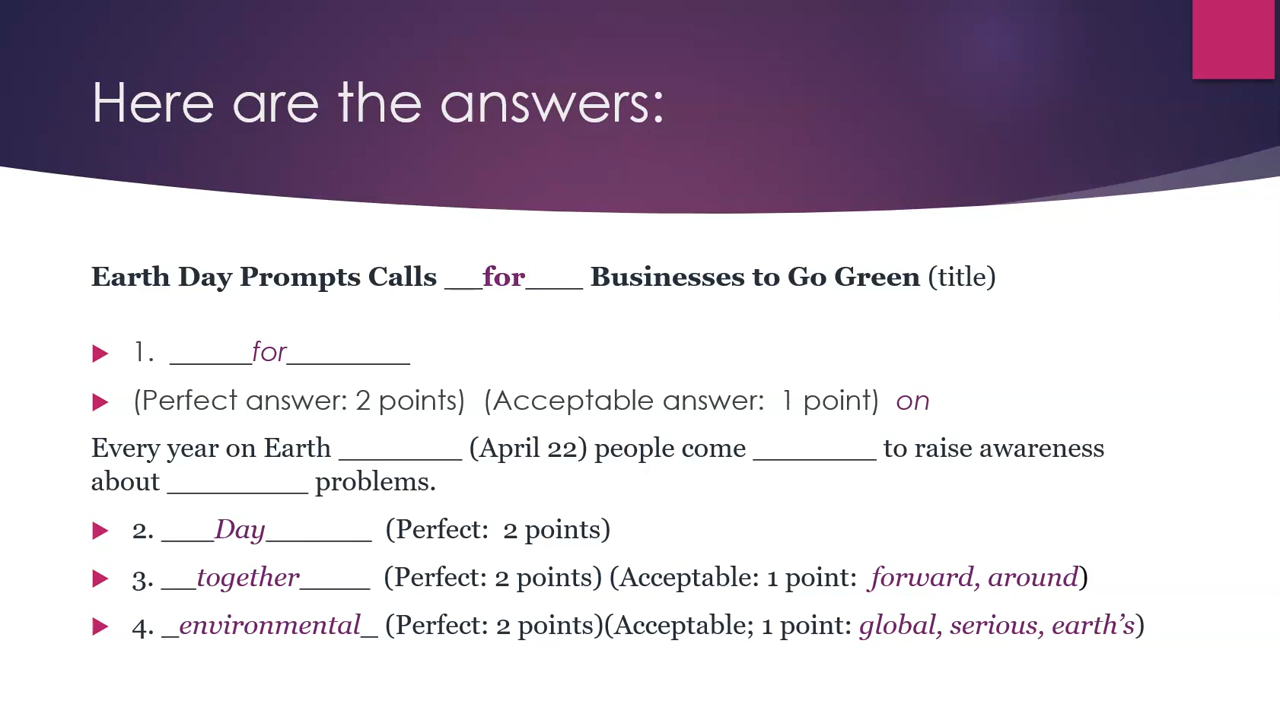 Here are the answers:
Earth Day Prompts Calls __for___ Businesses to Go Green (title)
1. _____for________
(Perfect answer: 2 points) (Acceptable answer: 1 point) on
Every year on Earth ________ (April 22) people come ________ to raise awareness
about _________ problems.
2. ___Day______ (Perfect: 2 points)
3. __together____ (Perfect: 2 points) (Acceptable: 1 point: forward, around)
4. _environmental_ (Perfect: 2 points)(Acceptable; 1 point: global, serious, earth's)